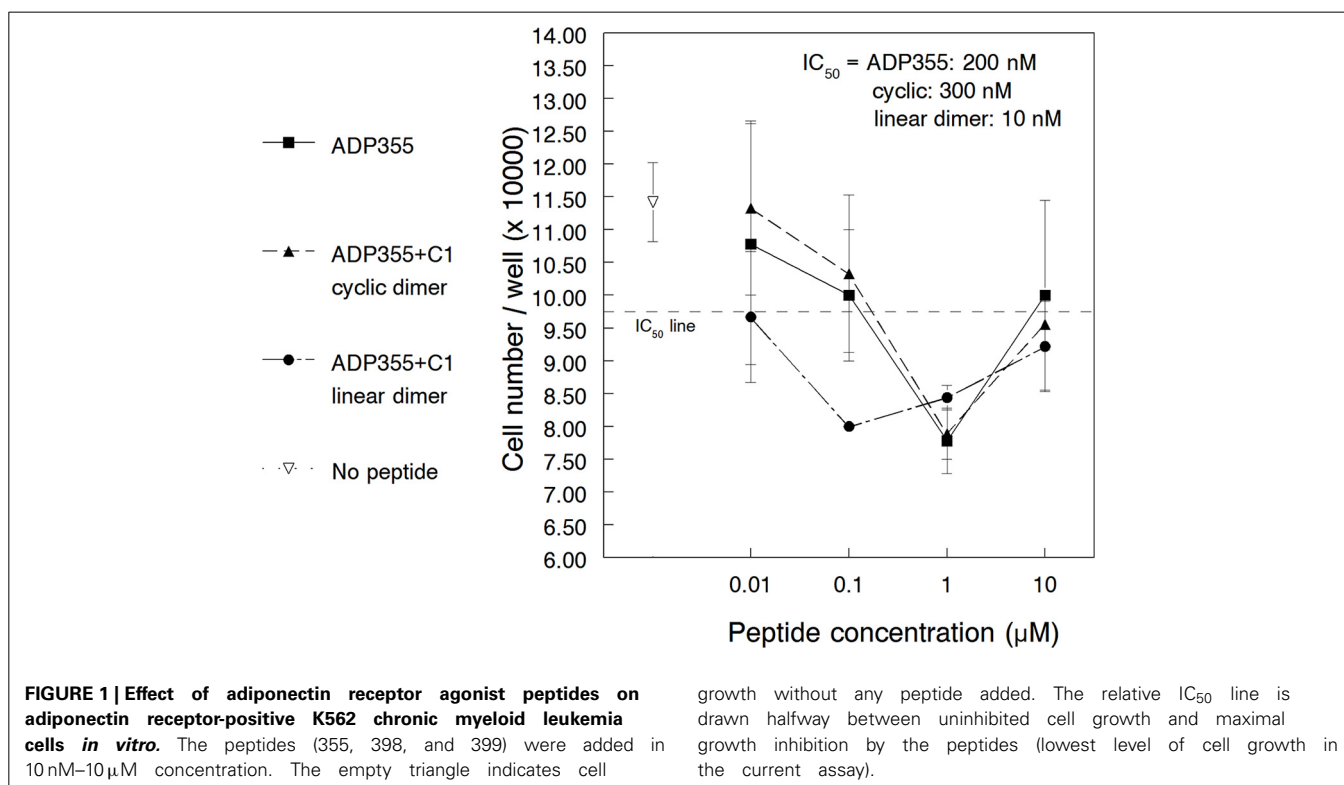 14.00
13.50
13.00
12.50
12.00
11.50
11.00
10.50
10.00
9.50
9.00
8.50
8.00
7.50
7.00
6.50
6.00
Cell number / well (x 10000)
IC50 = ADP355: 200 nM
cyclic: 300 nM
linear dimer: 10 nM
ADP355
ADP355+C1
cyclic dimer
ADP355+C1
linear dimer
No peptide
IC50 line
0.01 0.1 1 10
Peptide concentration (µM)
FIGURE 1 | Effect of adiponectin receptor agonist peptides on
adiponectin receptor-positive K562 chronic myeloid leukemia
cells in vitro. The peptides (355, 398, and 399) were added in
10 nM–10 µM concentration. The empty triangle indicates cell
growth without any peptide added. The relative IC50 line is
drawn halfway between uninhibited cell growth and maximal
growth inhibition by the peptides (lowest level of cell growth in
the current assay).